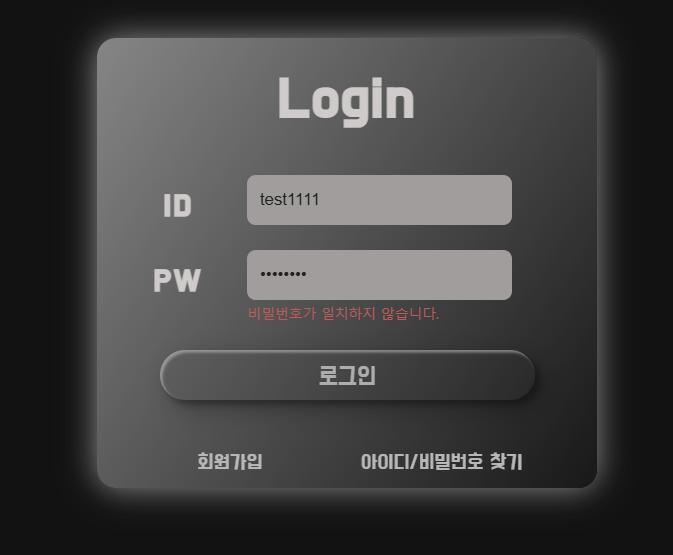 Login
ID
test1111
PW
••••••••
비밀번호가 일치하지 않습니다.
로그인
회원가입
아이디/비밀번호 찾기